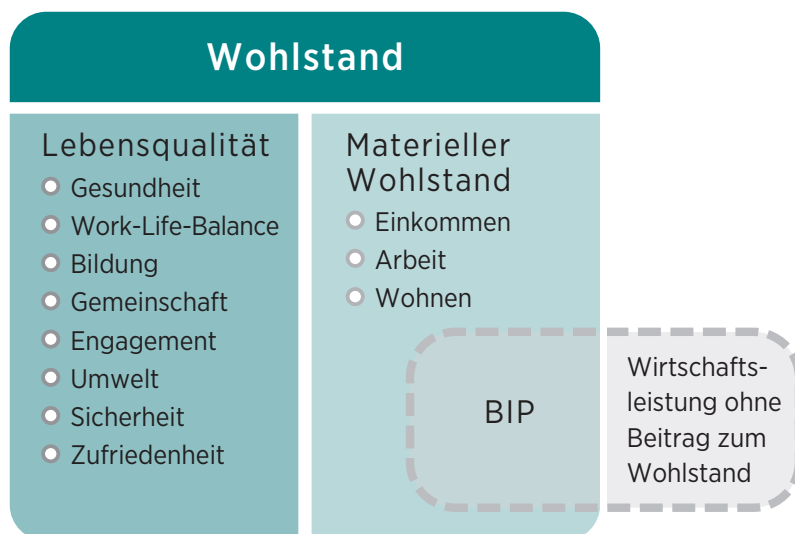 Wohlstand
Lebensqualität
Gesundheit
Work-Life-Balance
Bildung
Gemeinschaft
Engagement
Umwelt
Sicherheit
Zufriedenheit
Materieller
Wohlstand
Einkommen
Arbeit
Wohnen
BIP
Wirtschafts-
leistung ohne
Beitrag zum
Wohlstand